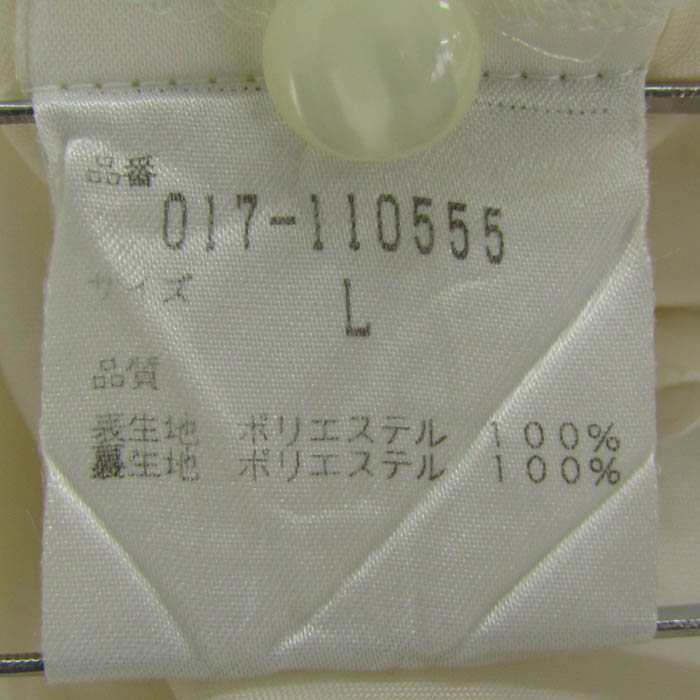 品番
017-110555
サイズ
L
品質
表生地 ポリエステル 100%
裏生地 ポリエステル 100%